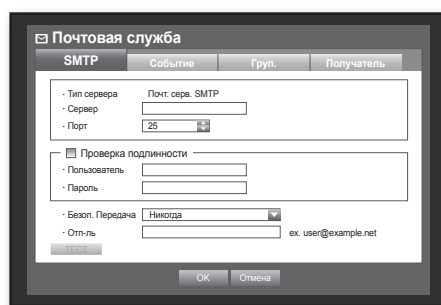 Почтовая служба
SMTP Событие Груп. Получатель
· Тип сервера Почт. серв. SMTP
· Сервер
· Порт 25
Проверка подлинности
· Пользователь
· Пароль
· Безоп. Передача Никогда
· Отп-ль ex. user@example.net
ТЕСТ
OK Отмена